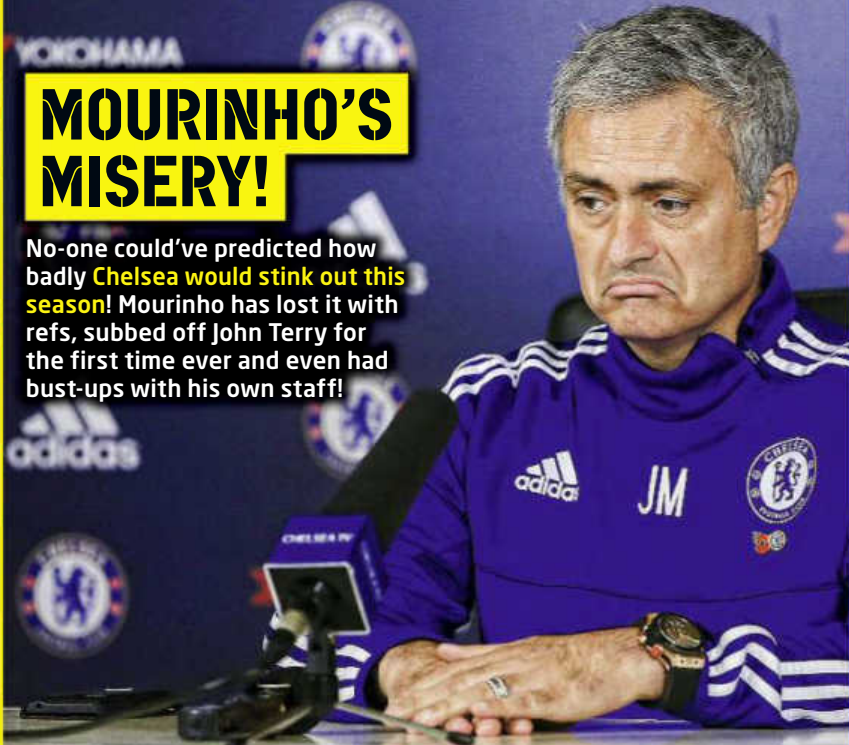 YOKOHAMA
MOURINHO'S
MISERY!
No-one could've predicted how
badly Chelsea would stink out this
season! Mourinho has lost it with
refs, subbed off John Terry for
the first time ever and even had
bust-ups with his own staff!
adidas
adidas
JM
CHELSEA
CHELSEA TV